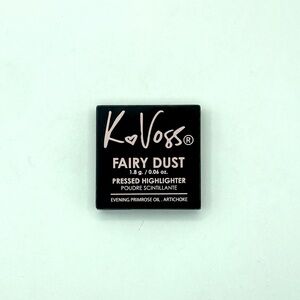 K♡Voss®
FAIRY DUST
1.8 g. / 0.06 oz.
PRESSED HIGHLIGHTER
POUDRE SCINTILLANTE
EVENING PRIMROSE OIL . ARTICHOKE